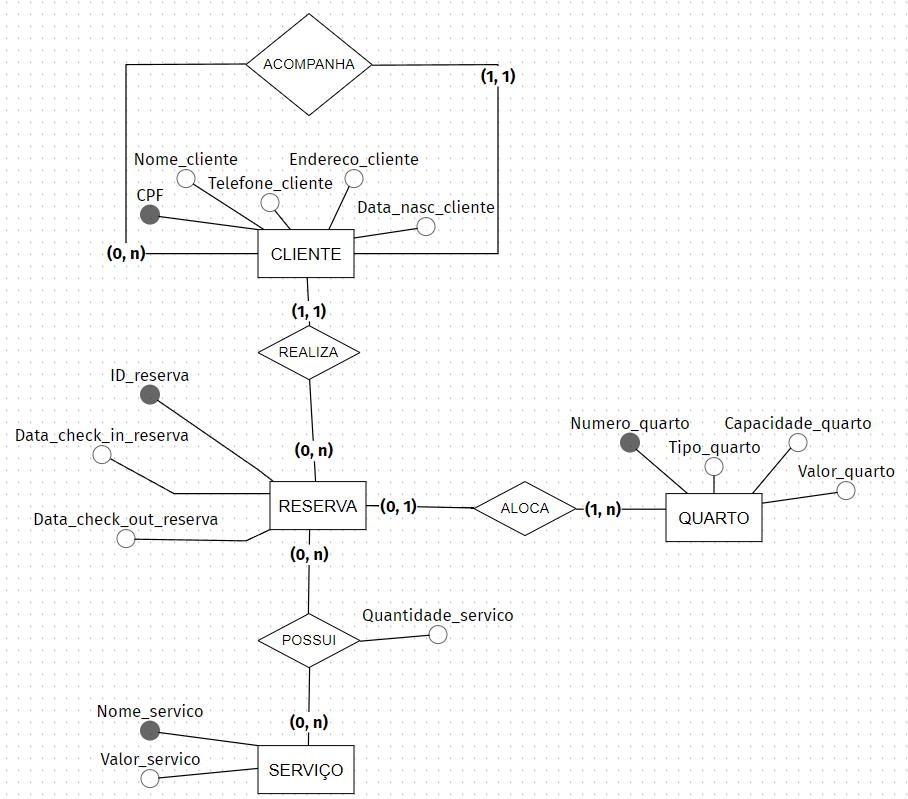 ACOMPANHA
(1, 1)
Nome_cliente
Endereco_cliente
Telefone_cliente
CPF
Data_nasc_cliente
(0, n)
CLIENTE
(1, 1)
REALIZA
ID_reserva
Data_check_in_reserva
(0, n)
Numero_quarto
Capacidade_quarto
Tipo_quarto
Valor_quarto
RESERVA
(0, 1)
ALOCA
(1, n)
QUARTO
Data_check_out_reserva
(0, n)
Quantidade_servico
POSSUI
Nome_servico
(0, n)
Valor_servico
SERVIÇO